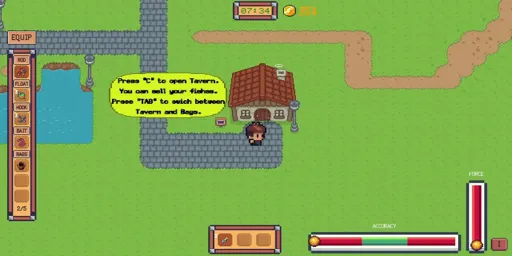 07:34
EQUIP
ROD
FLOAT
HOOK
BAIT
BAGS
2/5
Press "C" to open Tavern.
You can sell your fishes.
Press "TAB" to swich between
Tavern and Bags.
FORCE
ACCURACY